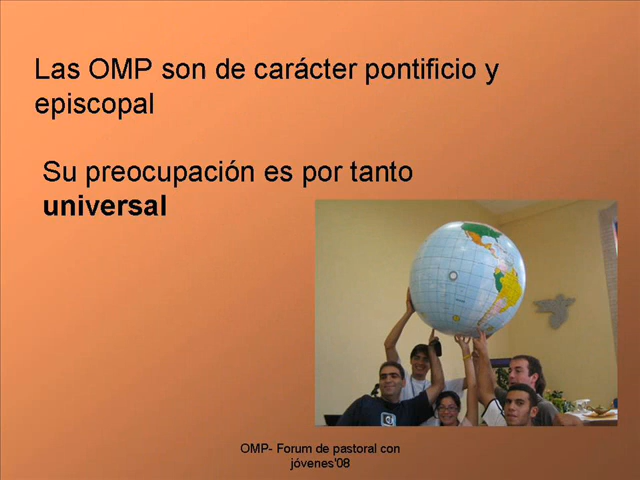 Las OMP son de carácter pontificio y
episcopal
Su preocupación es por tanto
universal
OMP- Forum de pastoral con
jóvenes'08